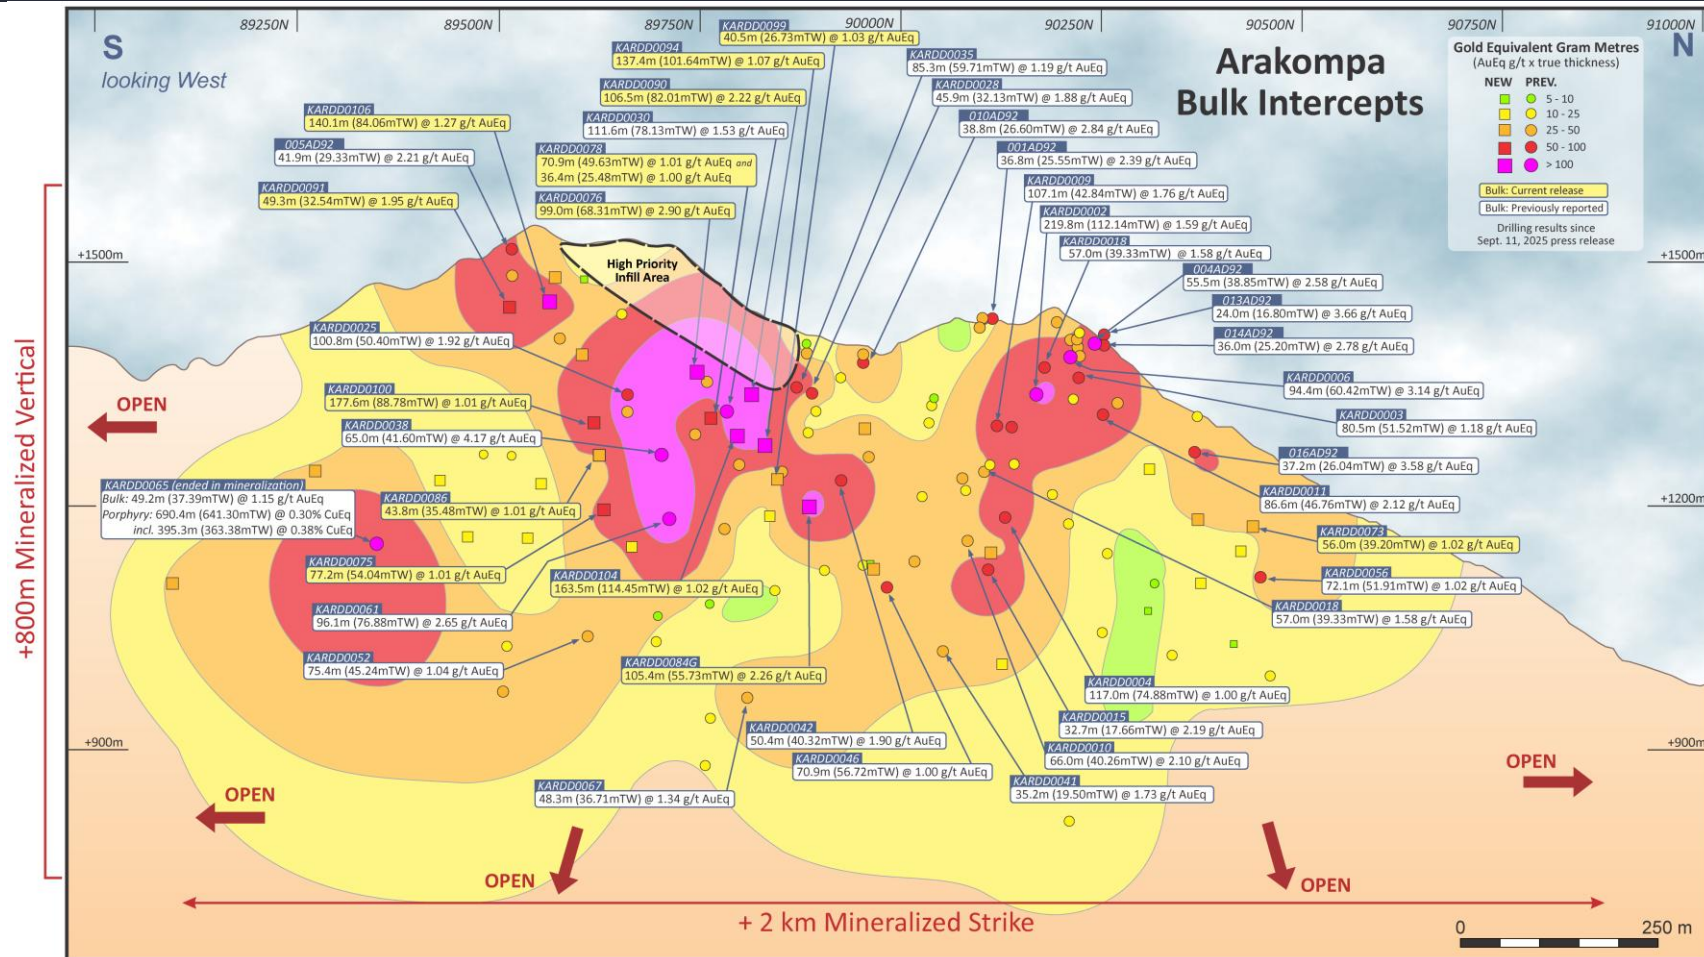 89250N
89500N
89750N
90000N
90250N
90500N
90750N
91000N
S
looking West
N
Arakompa
Bulk Intercepts
Gold Equivalent Gram Metres
(AuEq g/t x true thickness)
NEW PREV.
5 - 10
10 - 25
25 - 50
50 - 100
> 100
Bulk: Current release
Bulk: Previously reported
Drilling results since
Sept. 11, 2025 press release
KARDD0099
40.5m (26.73mTW) @ 1.03 g/t AuEq
KARDD0094
137.4m (101.64mTW) @ 1.07 g/t AuEq
KARDD0090
106.5m (82.01mTW) @ 2.22 g/t AuEq
KARDD0030
111.6m (78.13mTW) @ 1.53 g/t AuEq
KARDD0078
70.9m (49.63mTW) @ 1.01 g/t AuEq and
36.4m (25.48mTW) @ 1.00 g/t AuEq
KARDD0076
99.0m (68.31mTW) @ 2.90 g/t AuEq
KARDD0106
140.1m (84.06mTW) @ 1.27 g/t AuEq
005AD92
41.9m (29.33mTW) @ 2.21 g/t AuEq
KARDD0091
49.3m (32.54mTW) @ 1.95 g/t AuEq
KARDD0035
85.3m (59.71mTW) @ 1.19 g/t AuEq
KARDD0028
45.9m (32.13mTW) @ 1.88 g/t AuEq
010AD92
38.8m (26.60mTW) @ 2.84 g/t AuEq
001AD92
36.8m (25.55mTW) @ 2.39 g/t AuEq
KARDD0009
107.1m (42.84mTW) @ 1.76 g/t AuEq
KARDD0002
219.8m (112.14mTW) @ 1.59 g/t AuEq
KARDD0018
57.0m (39.33mTW) @ 1.58 g/t AuEq
004AD92
55.5m (38.85mTW) @ 2.58 g/t AuEq
013AD92
24.0m (16.80mTW) @ 3.66 g/t AuEq
014AD92
36.0m (25.20mTW) @ 2.78 g/t AuEq
KARDD0006
94.4m (60.42mTW) @ 3.14 g/t AuEq
KARDD0003
80.5m (51.52mTW) @ 1.18 g/t AuEq
016AD92
37.2m (26.04mTW) @ 3.58 g/t AuEq
KARDD0011
86.6m (46.76mTW) @ 2.12 g/t AuEq
KARDD0073
56.0m (39.20mTW) @ 1.02 g/t AuEq
KARDD0056
72.1m (51.91mTW) @ 1.02 g/t AuEq
KARDD0018
57.0m (39.33mTW) @ 1.58 g/t AuEq
+1500m
+1500m
High Priority
Infill Area
KARDD0025
100.8m (50.40mTW) @ 1.92 g/t AuEq
KARDD0100
177.6m (88.78mTW) @ 1.01 g/t AuEq
KARDD0038
65.0m (41.60mTW) @ 4.17 g/t AuEq
KARDD0065 (ended in mineralization)
Bulk: 49.2m (37.39mTW) @ 1.15 g/t AuEq
Porphyry: 690.4m (641.30mTW) @ 0.30% CuEq
incl. 395.3m (363.38mTW) @ 0.38% CuEq
KARDD0086
43.8m (35.48mTW) @ 1.01 g/t AuEq
KARDD0075
77.2m (54.04mTW) @ 1.01 g/t AuEq
KARDD0104
163.5m (114.45mTW) @ 1.02 g/t AuEq
KARDD0061
96.1m (76.88mTW) @ 2.65 g/t AuEq
KARDD0052
75.4m (45.24mTW) @ 1.04 g/t AuEq
KARDD0084G
105.4m (55.73mTW) @ 2.26 g/t AuEq
KARDD0004
117.0m (74.88mTW) @ 1.00 g/t AuEq
KARDD0015
32.7m (17.66mTW) @ 2.19 g/t AuEq
KARDD0042
50.4m (40.32mTW) @ 1.90 g/t AuEq
KARDD0010
66.0m (40.26mTW) @ 2.10 g/t AuEq
KARDD0046
70.9m (56.72mTW) @ 1.00 g/t AuEq
KARDD0041
35.2m (19.50mTW) @ 1.73 g/t AuEq
KARDD0067
48.3m (36.71mTW) @ 1.34 g/t AuEq
+1200m
+900m
+900m
OPEN
OPEN
OPEN
OPEN
OPEN
+800m Mineralized Vertical
+ 2 km Mineralized Strike
0 250 m